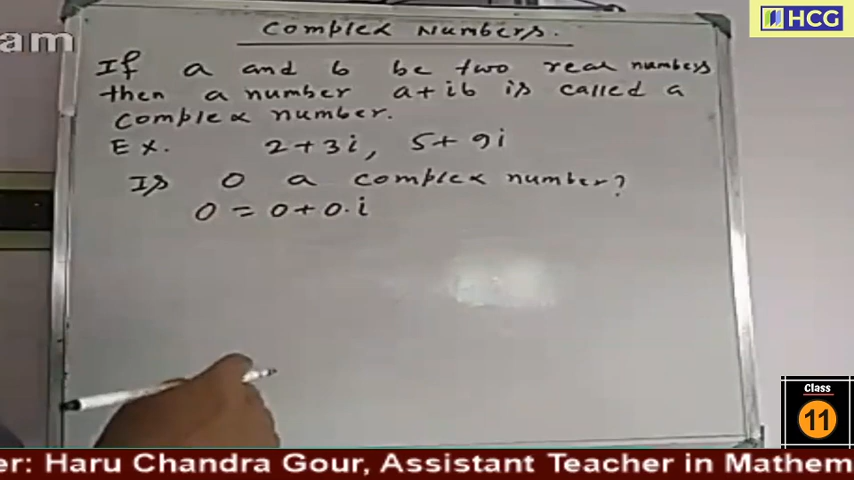 am
HCG
Complex Numbers.
If a and b be two real numbers
then a number a+ib is called a
complex number.
Ex. 2+3i, 5+9i
Is 0 a complex number?
0 = 0+0.i
Class
11
er: Haru Chandra Gour, Assistant Teacher in Mathem